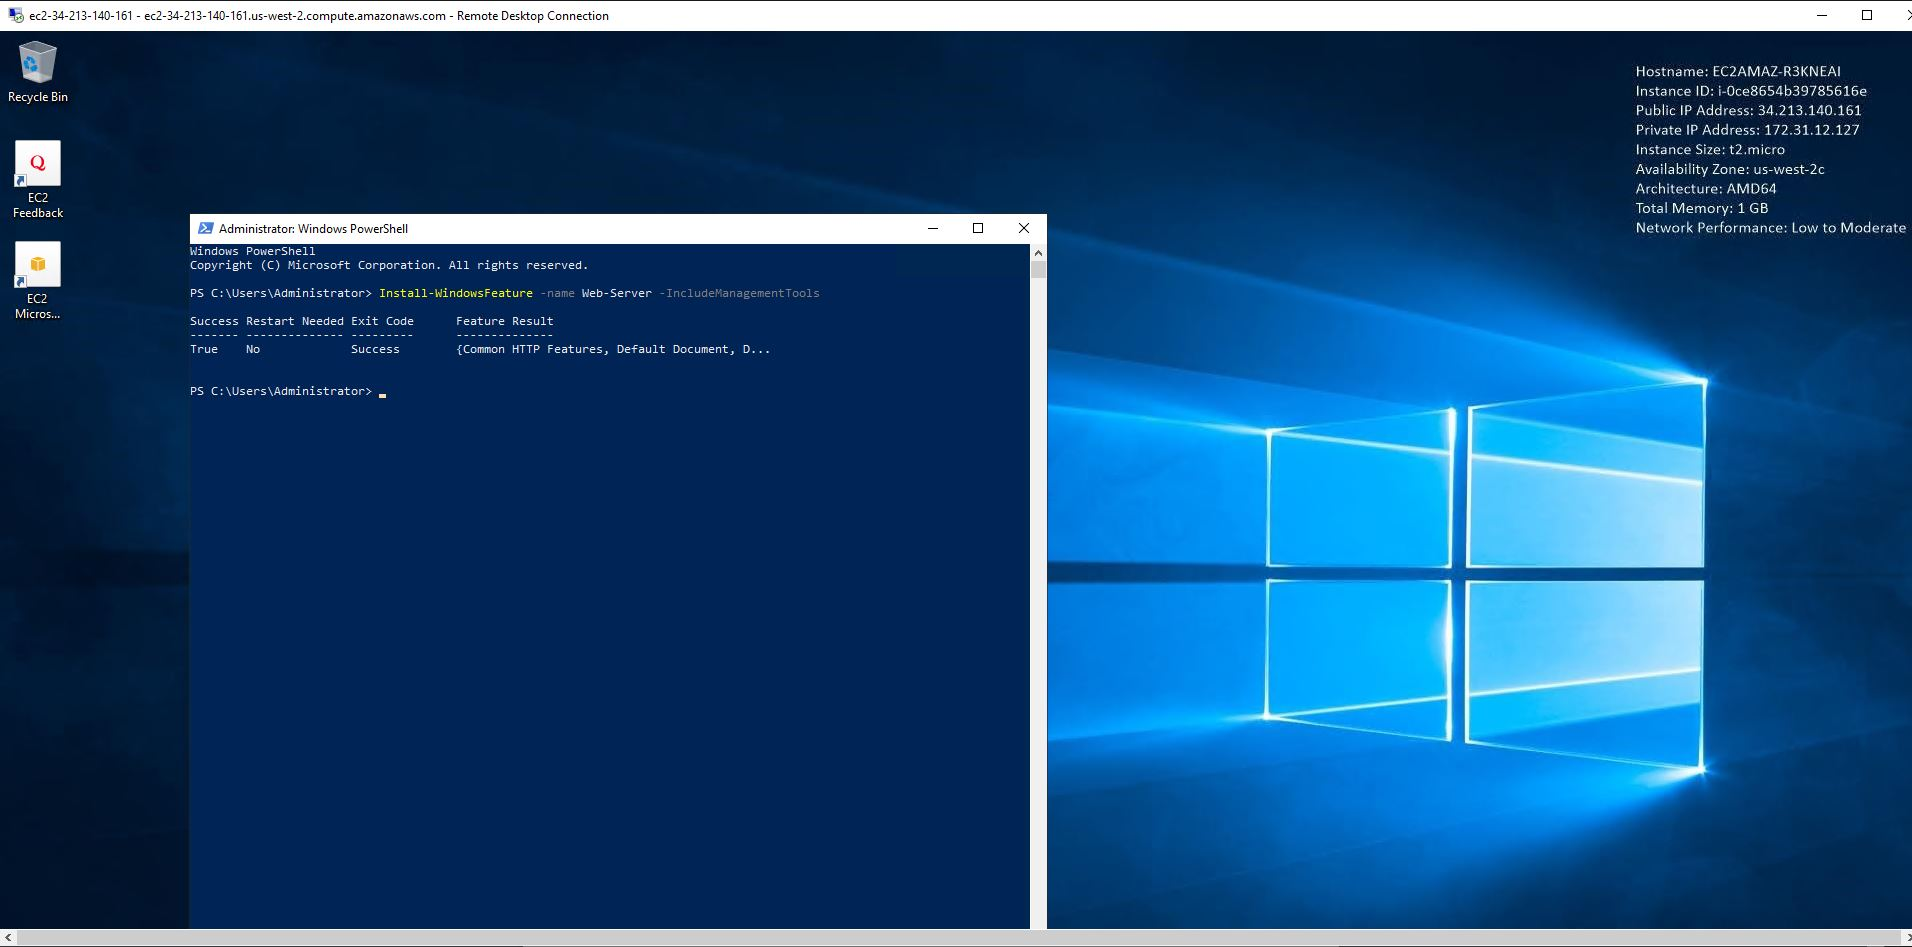 ec2-34-213-140-161 - ec2-34-213-140-161.us-west-2.compute.amazonaws.com - Remote Desktop Connection
Recycle Bin
Q
EC2
Feedback
EC2
Micros...
Hostname: EC2AMAZ-R3KNEAI
Instance ID: i-0ce8654b39785616e
Public IP Address: 34.213.140.161
Private IP Address: 172.31.12.127
Instance Size: t2.micro
Availability Zone: us-west-2c
Architecture: AMD64
Total Memory: 1 GB
Network Performance: Low to Moderate
Administrator: Windows PowerShell
Windows PowerShell
Copyright (C) Microsoft Corporation. All rights reserved.
PS C:\Users\Administrator> Install-WindowsFeature -name Web-Server -IncludeManagementTools
Success Restart Needed Exit Code      Feature Result
------- -------------- ---------      --------------
True    No             Success        {Common HTTP Features, Default Document, D...
PS C:\Users\Administrator>